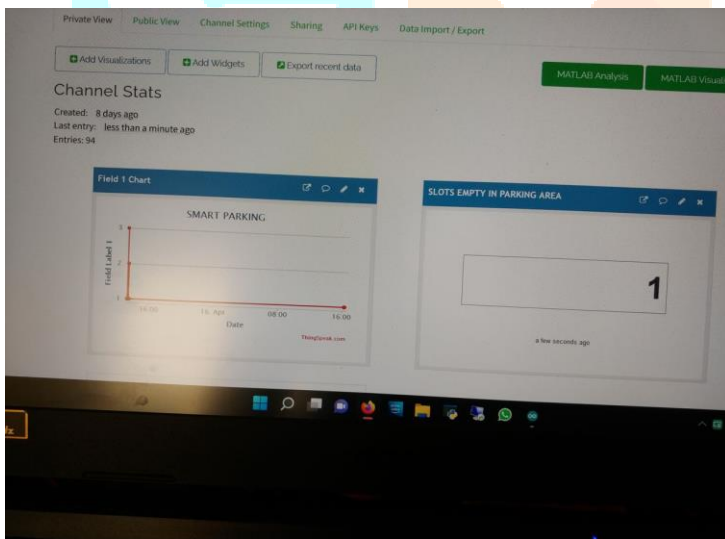 Private View Public View Channel Settings Sharing API Keys Data Import / Export
Add Visualizations Add Widgets Export recent data
MATLAB Analysis MATLAB
Channel Stats
Created: 8 days ago
Last entry: less than a minute ago
Entries: 94
Field 1 Chart
SMART PARKING
Field Label 1
3
2
1
16. Apr 08:00 16:00
Date
ThingSpeak.com
SLOTS EMPTY IN PARKING AREA
1
a few seconds ago